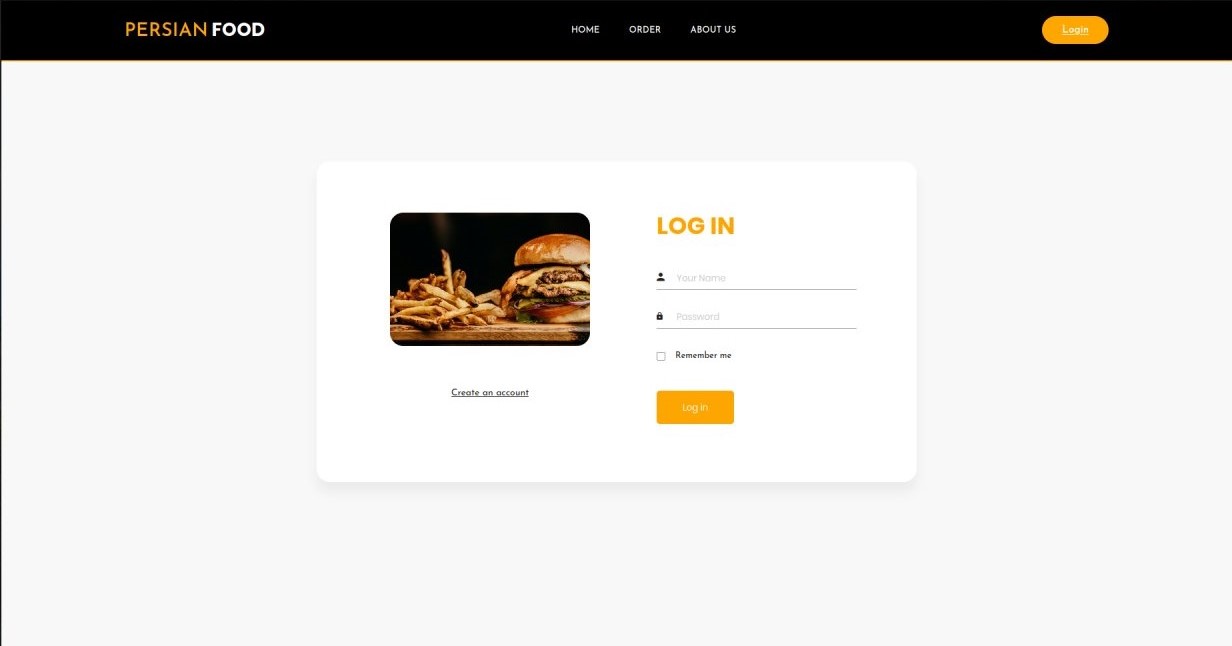 PERSIAN FOOD
HOME ORDER ABOUT US
Login
LOG IN
Your Name
Password
Remember me
Create an account
Log in